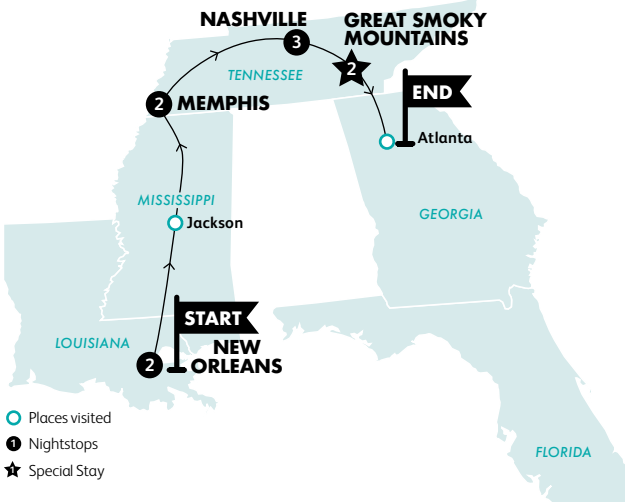 NASHVILLE
3
GREAT SMOKY
MOUNTAINS
2
TENNESSEE
END
2 MEMPHIS
Atlanta
MISSISSIPPI
Jackson
GEORGIA
START
LOUISIANA
NEW
2 ORLEANS
Places visited
1 Nightstops
1 Special Stay
FLORIDA